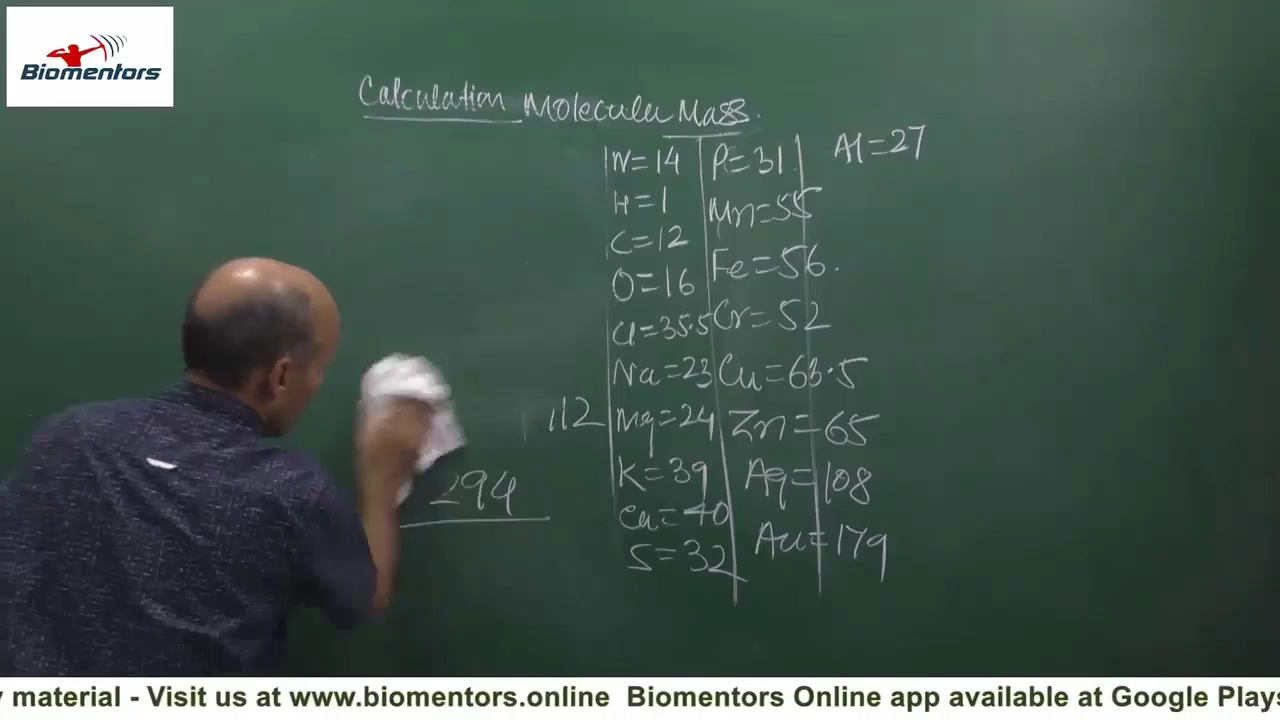 Biomentors
Calculation Molecular Mass.
N=14 P=31 Al=27
H=1 Mn=55
C=12 Fe=56.
O=16 Cr=52
Cl=35.5 Cu=63.5
Na=23 Zn=65
112 Mg=24 Ag=108
K=39 Au=179
Ca=40
S=32
294
y material - Visit us at www.biomentors.online Biomentors Online app available at Google Plays